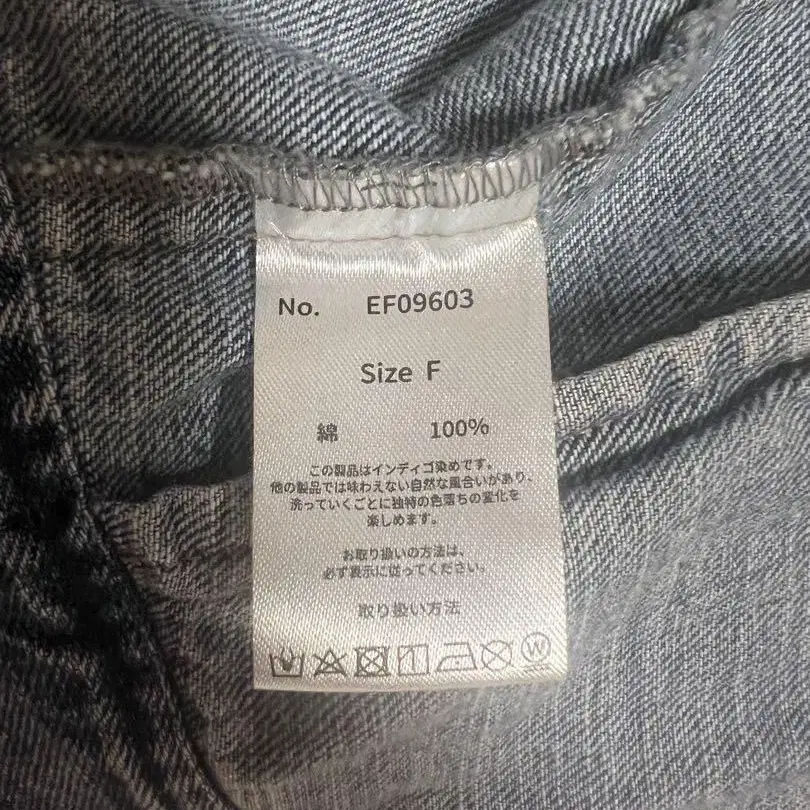 No. EF09603
Size F
綿 100%
この製品はインディゴ染めです。
他の製品では味わえない自然な風合いがあり、
洗っていくごとに独特の色落ちの変化を
楽しめます。
お取り扱いの方法は、
必ず表示に従ってください。
取り扱い方法
W